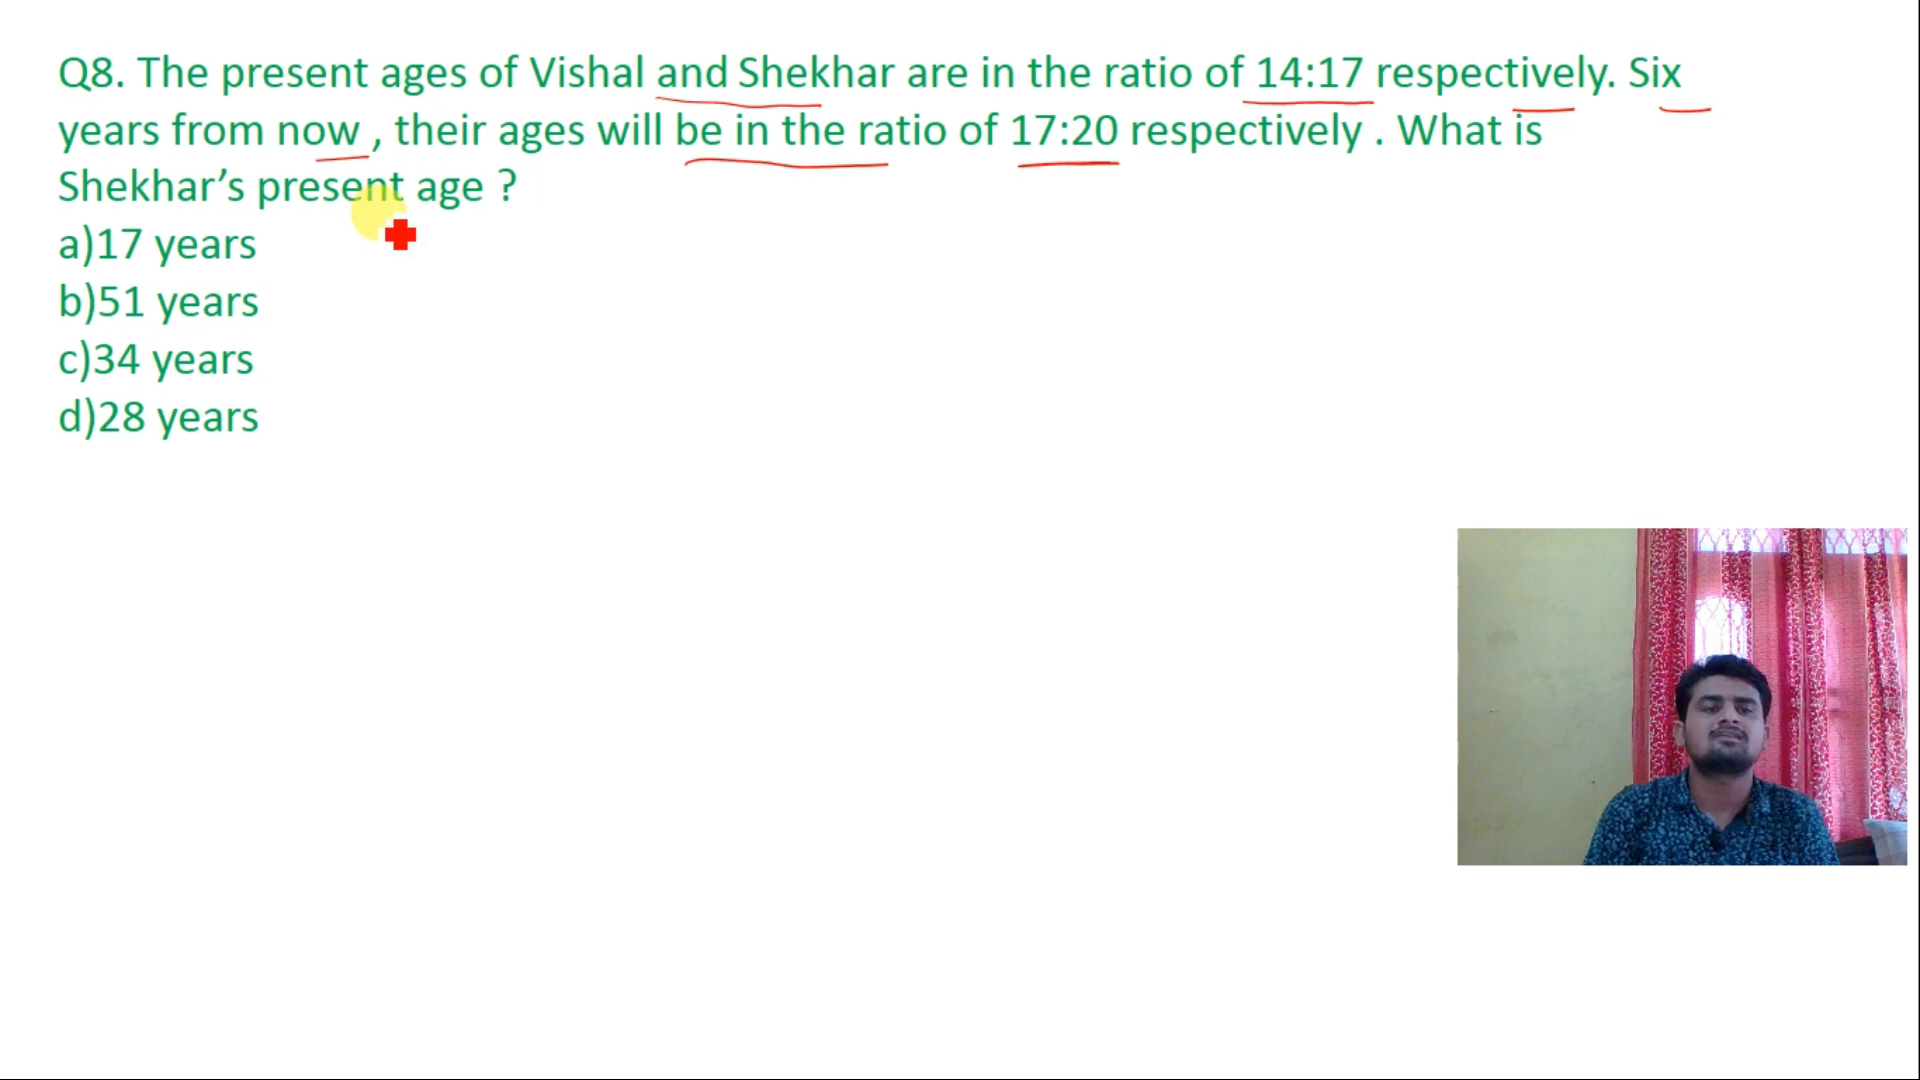 Q8. The present ages of Vishal and Shekhar are in the ratio of 14:17 respectively. Six
years from now , their ages will be in the ratio of 17:20 respectively . What is
Shekhar’s present age ?
a)17 years
b)51 years
c)34 years
d)28 years